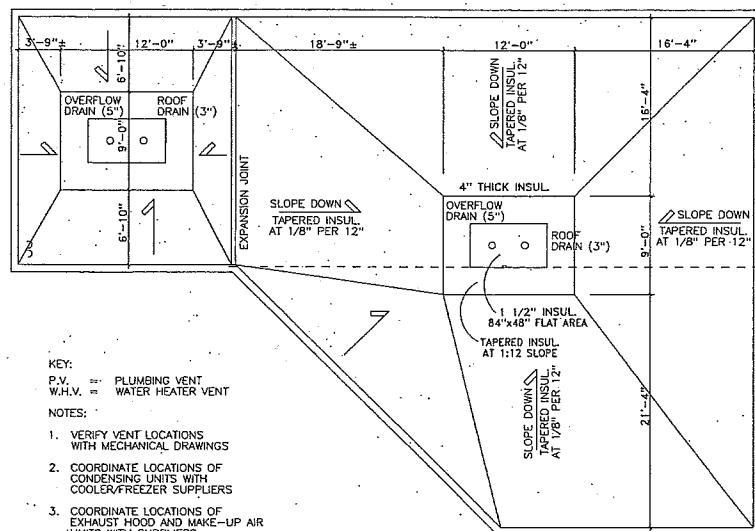 3'-9"±
12'-0"
3'-9"±
18'-9"±
12'-0"
16'-4"
6'-10"
OVERFLOW
DRAIN (5")
ROOF
DRAIN (3")
9'-0"
6'-10"
EXPANSION JOINT
SLOPE DOWN
TAPERED INSUL.
AT 1/8" PER 12"
16'-4"
4" THICK INSUL.
OVERFLOW
DRAIN (5")
ROOF
DRAIN (3")
SLOPE DOWN
TAPERED INSUL.
AT 1/8" PER 12"
SLOPE DOWN
TAPERED INSUL.
AT 1/8" PER 12"
9'-0"
1 1/2" INSUL.
84"x48" FLAT AREA
TAPERED INSUL.
AT 1:12 SLOPE
SLOPE DOWN
TAPERED INSUL.
AT 1/8" PER 12"
21'-4"
KEY:
P.V. = PLUMBING VENT
W.H.V. = WATER HEATER VENT
NOTES:
1. VERIFY VENT LOCATIONS
WITH MECHANICAL DRAWINGS
2. COORDINATE LOCATIONS OF
CONDENSING UNITS WITH
COOLER/FREEZER SUPPLIERS
3. COORDINATE LOCATIONS OF
EXHAUST HOOD AND MAKE-UP AIR
UNITS WITH SUPPLIERS